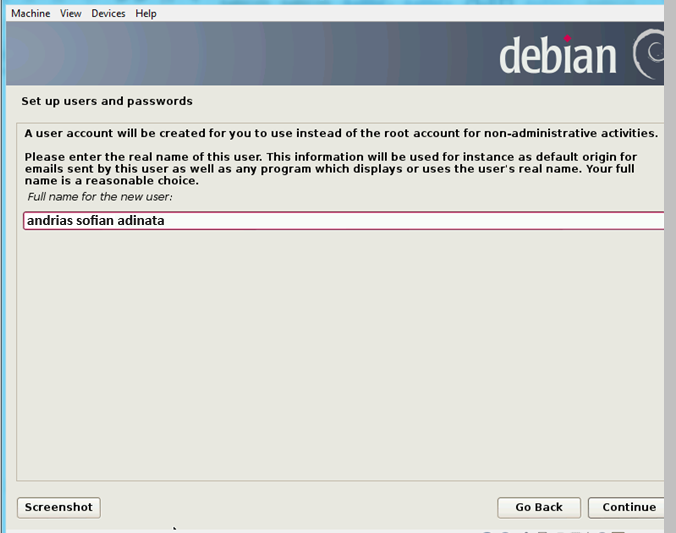 Machine View Devices Help
debian
Set up users and passwords
A user account will be created for you to use instead of the root account for non-administrative activities.
Please enter the real name of this user. This information will be used for instance as default origin for
emails sent by this user as well as any program which displays or uses the user's real name. Your full
name is a reasonable choice.
Full name for the new user:
andrias sofian adinata
Screenshot Go Back Continue